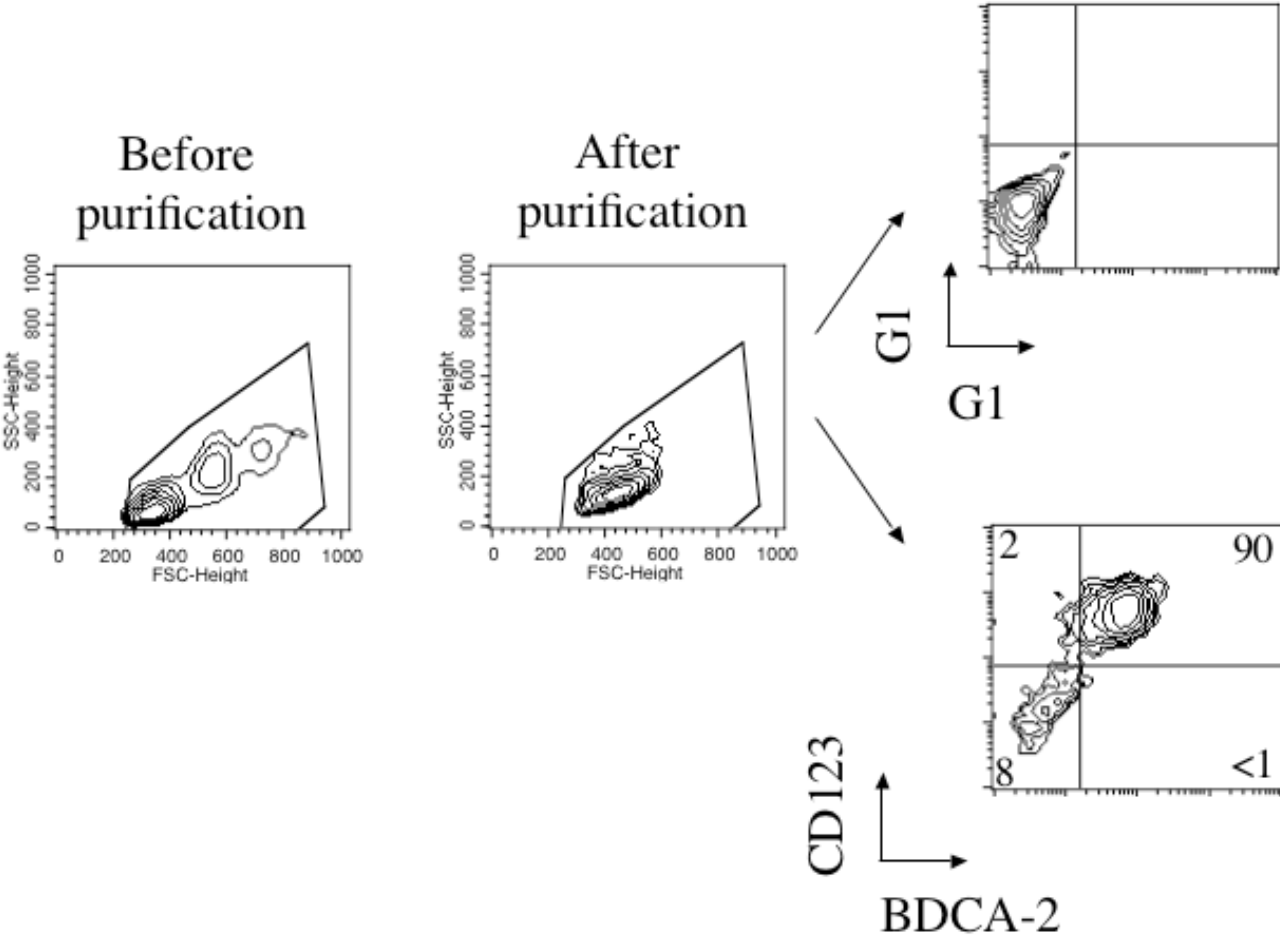 Before
purification
After
purification
1000
800
600
400
200
0
SSC-Height
0 200 400 600 800 1000
FSC-Height
1000
800
600
400
200
0
SSC-Height
0 200 400 600 800 1000
FSC-Height
G1
G1
2 90
8 <1
CD123
BDCA-2